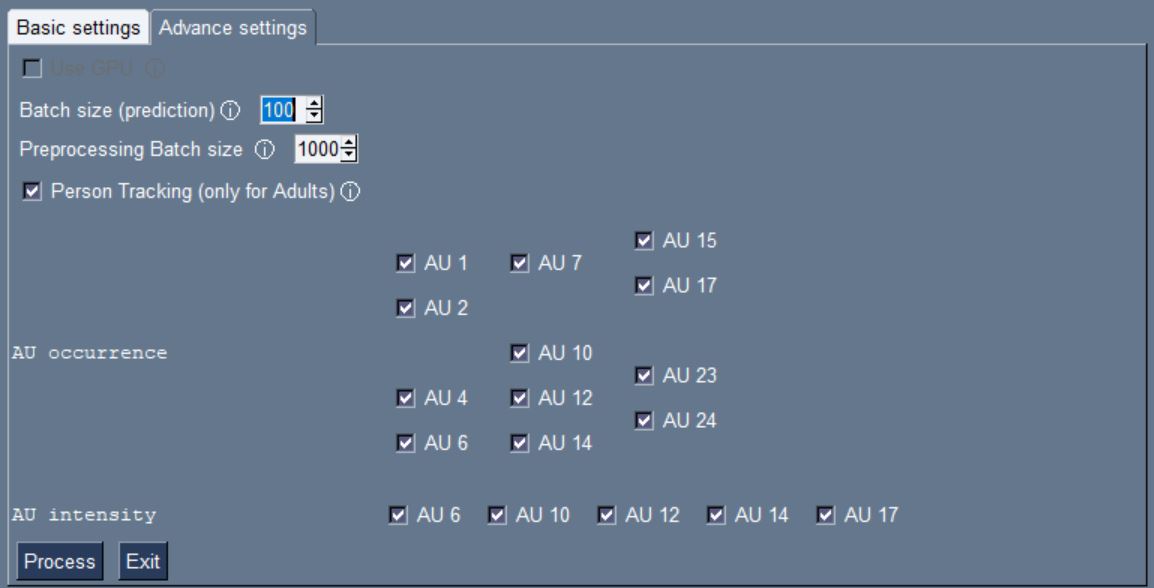 Basic settings Advance settings
Use GPU ⓘ
Batch size (prediction) ⓘ 100
Preprocessing Batch size ⓘ 1000
Person Tracking (only for Adults) ⓘ
AU 15
AU 1 AU 7
AU 17
AU 2
AU occurrence AU 10
AU 23
AU 4 AU 12
AU 24
AU 6 AU 14
AU intensity AU 6 AU 10 AU 12 AU 14 AU 17
Process Exit